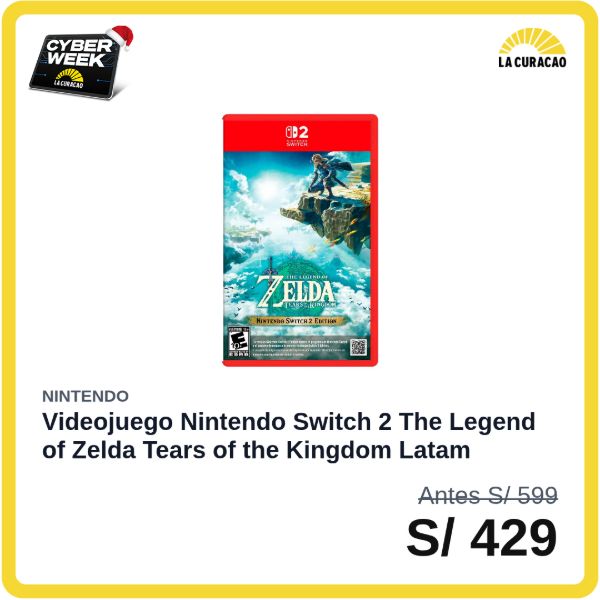 CYBER
WEEK
LA CURACAO
LA CURACAO
2
NINTENDO
SWITCH
THE LEGEND OF
ZELDA
TEARS OF THE KINGDOM
NINTENDO SWITCH 2 EDITION
EVERYONE 10+
E
NINTENDO
Videojuego Nintendo Switch 2 The Legend
of Zelda Tears of the Kingdom Latam
Antes S/ 599
S/ 429